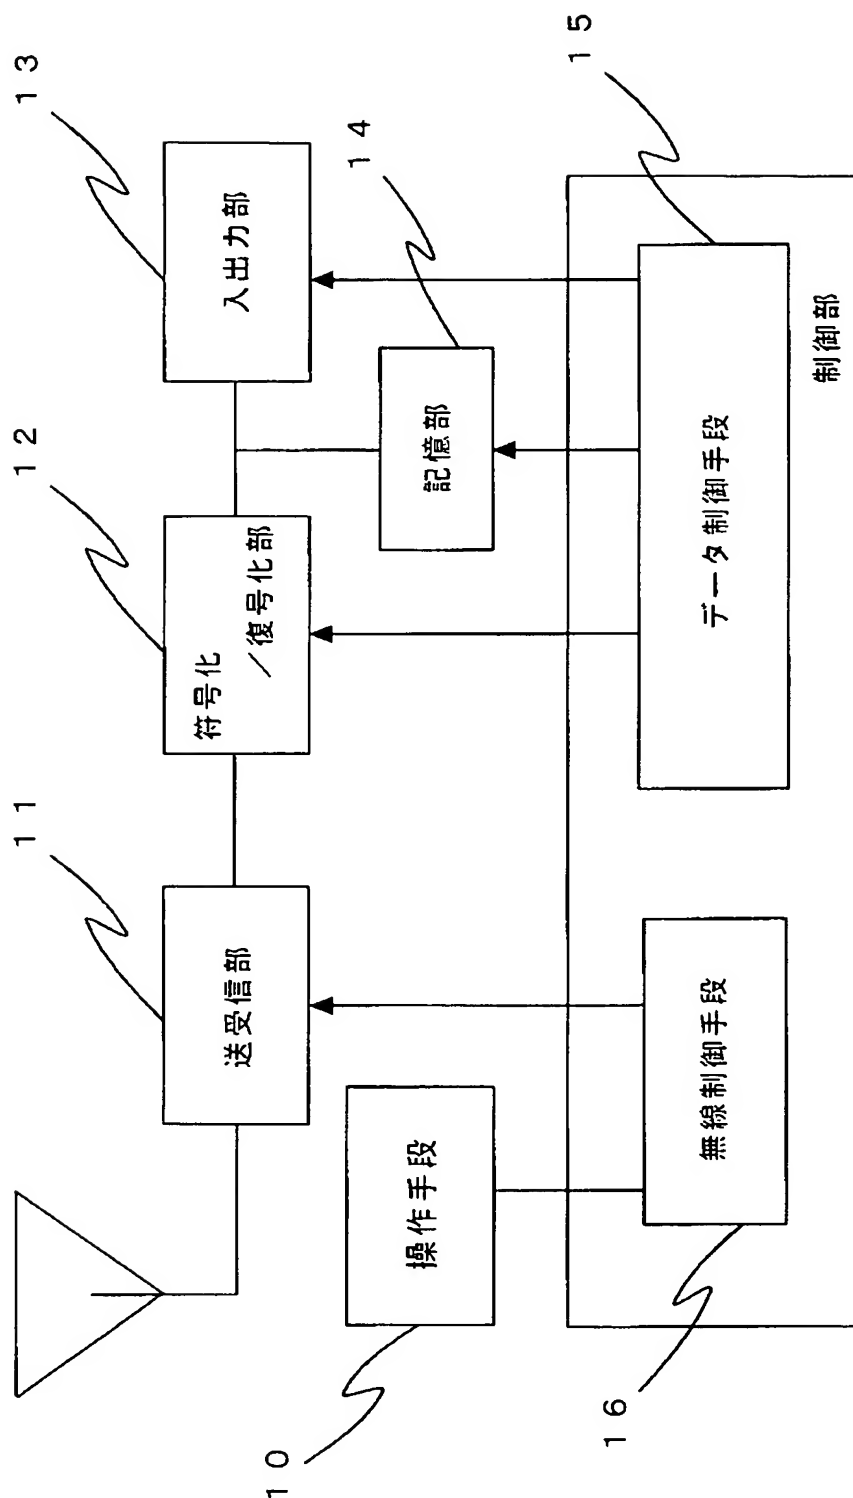 13
入出力部
12
符号化
/復号化部
11
送受信部
14
記憶部
操作手段
10
15
データ制御手段
制御部
無線制御手段
16